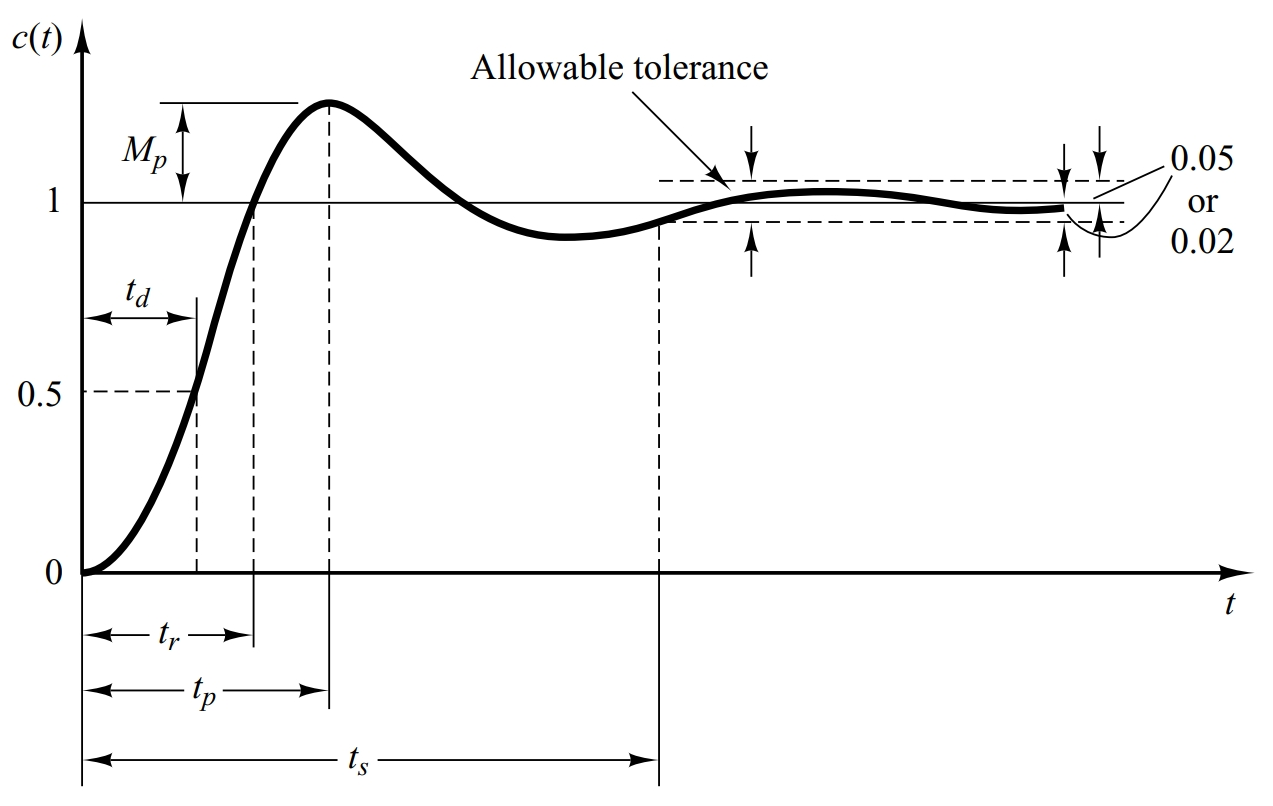 c(t)
Allowable tolerance
M_p
0.05
1
or
0.02
t_d
0.5
0
t
t_r
t_p
t_s